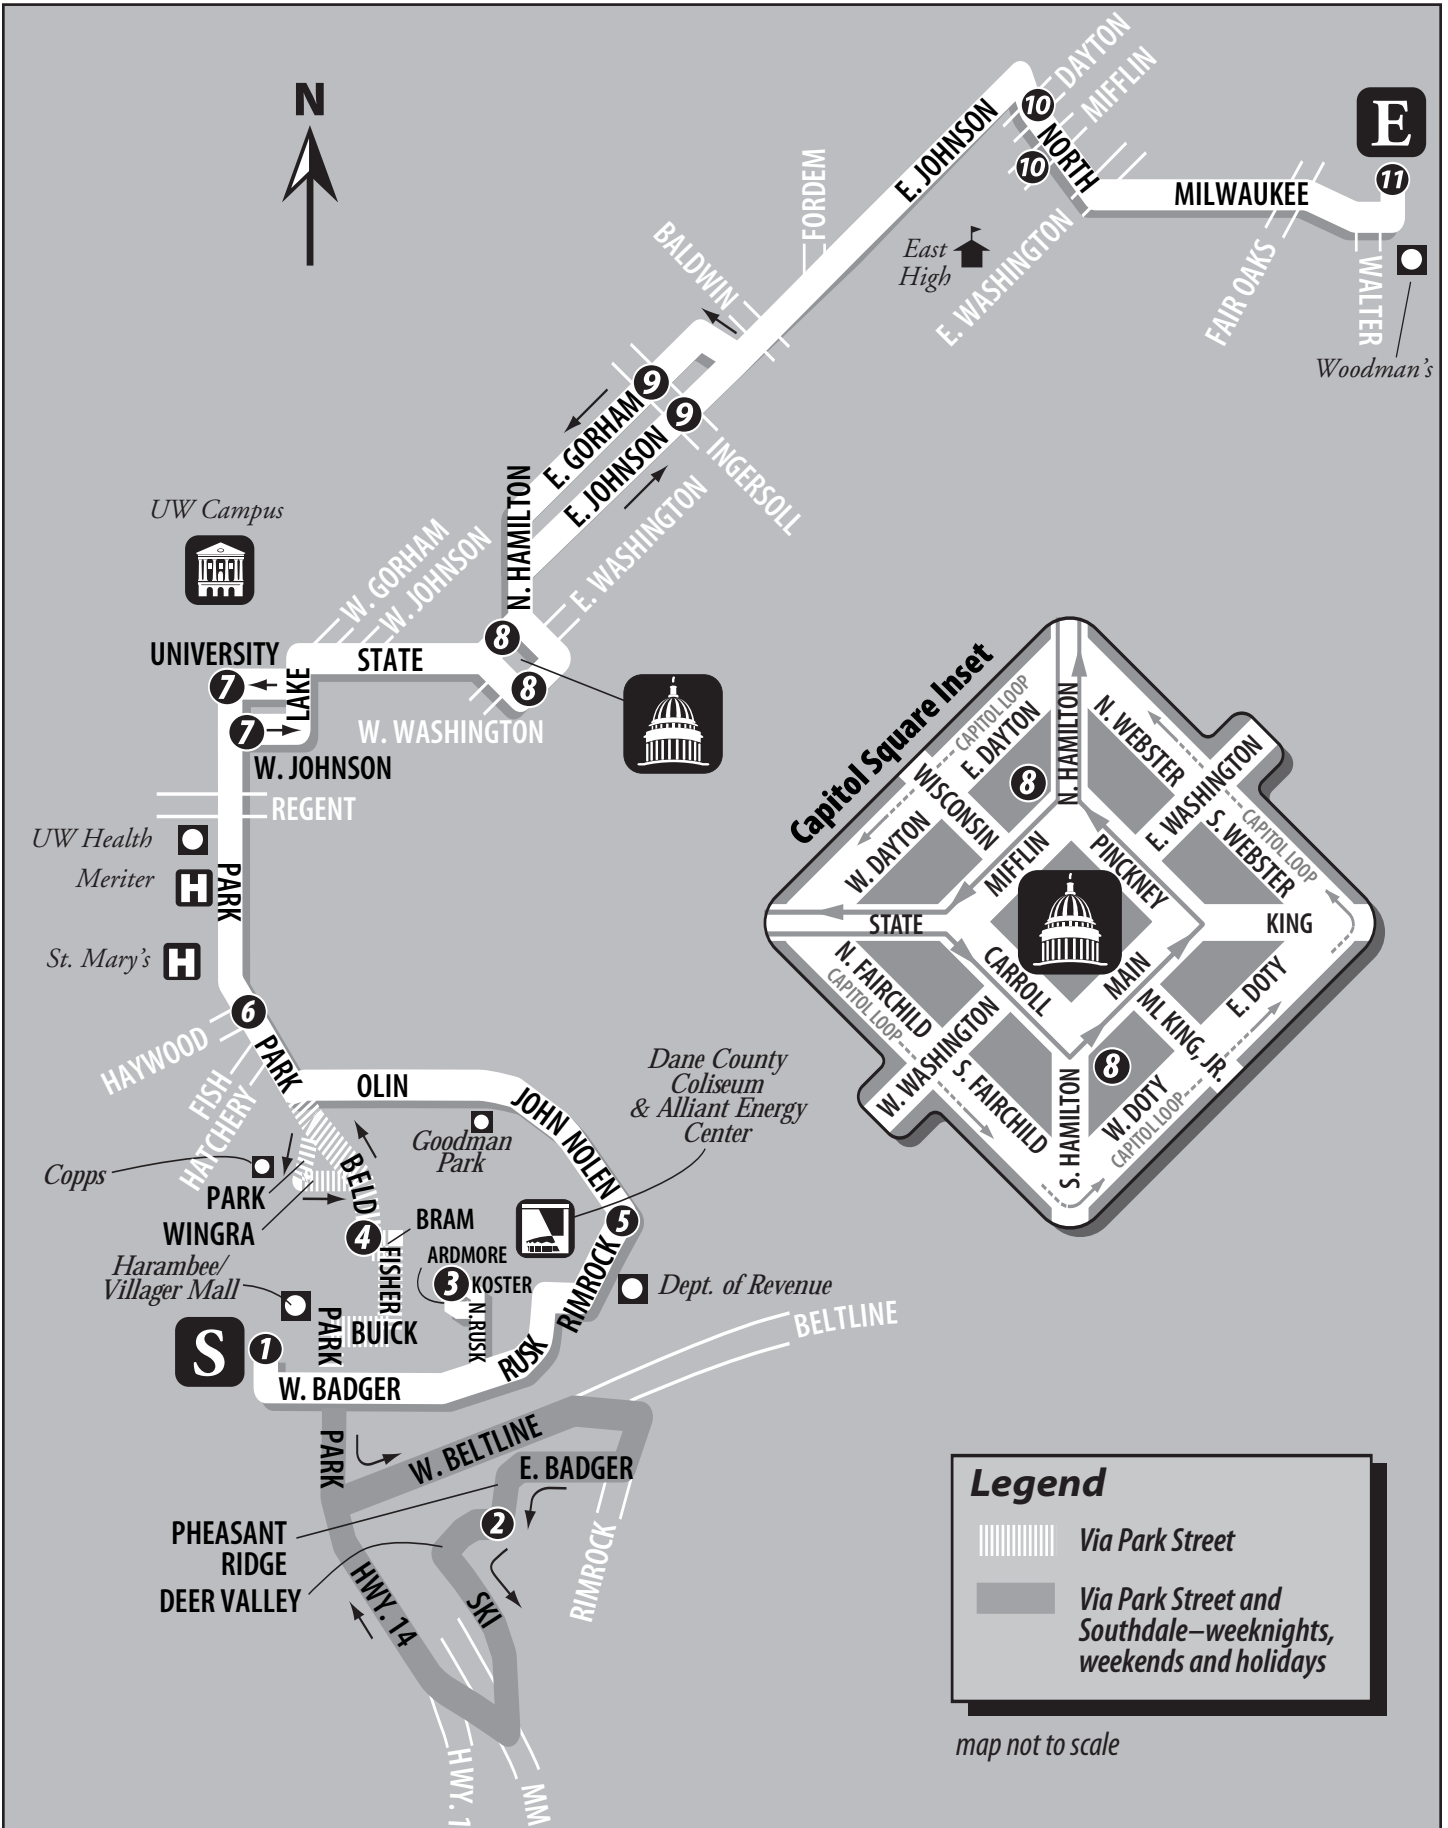 N
DAYTON
MIFFLIN
10
10
NORTH
E
11
E. JOHNSON
MILWAUKEE
FORDEM
East
High
E. WASHINGTON
FAIR OAKS
WALTER
Woodman's
BALDWIN
9
9
E. GORHAM
E. JOHNSON
INGERSOLL
N. HAMILTON
E. WASHINGTON
UW Campus
W. GORHAM
W. JOHNSON
8
8
UNIVERSITY
STATE
7
LAKE
7
W. WASHINGTON
W. JOHNSON
REGENT
UW Health
Meriter
H
PARK
St. Mary's
H
6
HAYWOOD
PARK
FISH
HATCHERY
OLIN
JOHN NOLEN
Dane County
Coliseum
& Alliant Energy
Center
Goodman
Park
Copps
PARK
WINGRA
BELD
4
BRAM
FISHER
ARDMORE
3
KOSTER
N. RUSK
5
RIMROCK
Dept. of Revenue
Harambee/
Villager Mall
PARK
BUICK
S
1
W. BADGER
RUSK
BELTLINE
PARK
W. BELTLINE
E. BADGER
2
PHEASANT
RIDGE
DEER VALLEY
HWY. 14
SKI
RIMROCK
HWY. 1
MM
Capitol Square Inset
CAPITOL LOOP
E. DAYTON
N. HAMILTON
N. WEBSTER
8
WISCONSIN
E. WASHINGTON
W. DAYTON
MIFFLIN
PINCKNEY
S. WEBSTER
CAPITOL LOOP
STATE
KING
N. FAIRCHILD
CAPITOL LOOP
CARROLL
MAIN
E. DOTY
W. WASHINGTON
ML KING, JR.
S. FAIRCHILD
8
S. HAMILTON
W. DOTY
CAPITOL LOOP
Legend
Via Park Street
Via Park Street and
Southdale–weeknights,
weekends and holidays
map not to scale